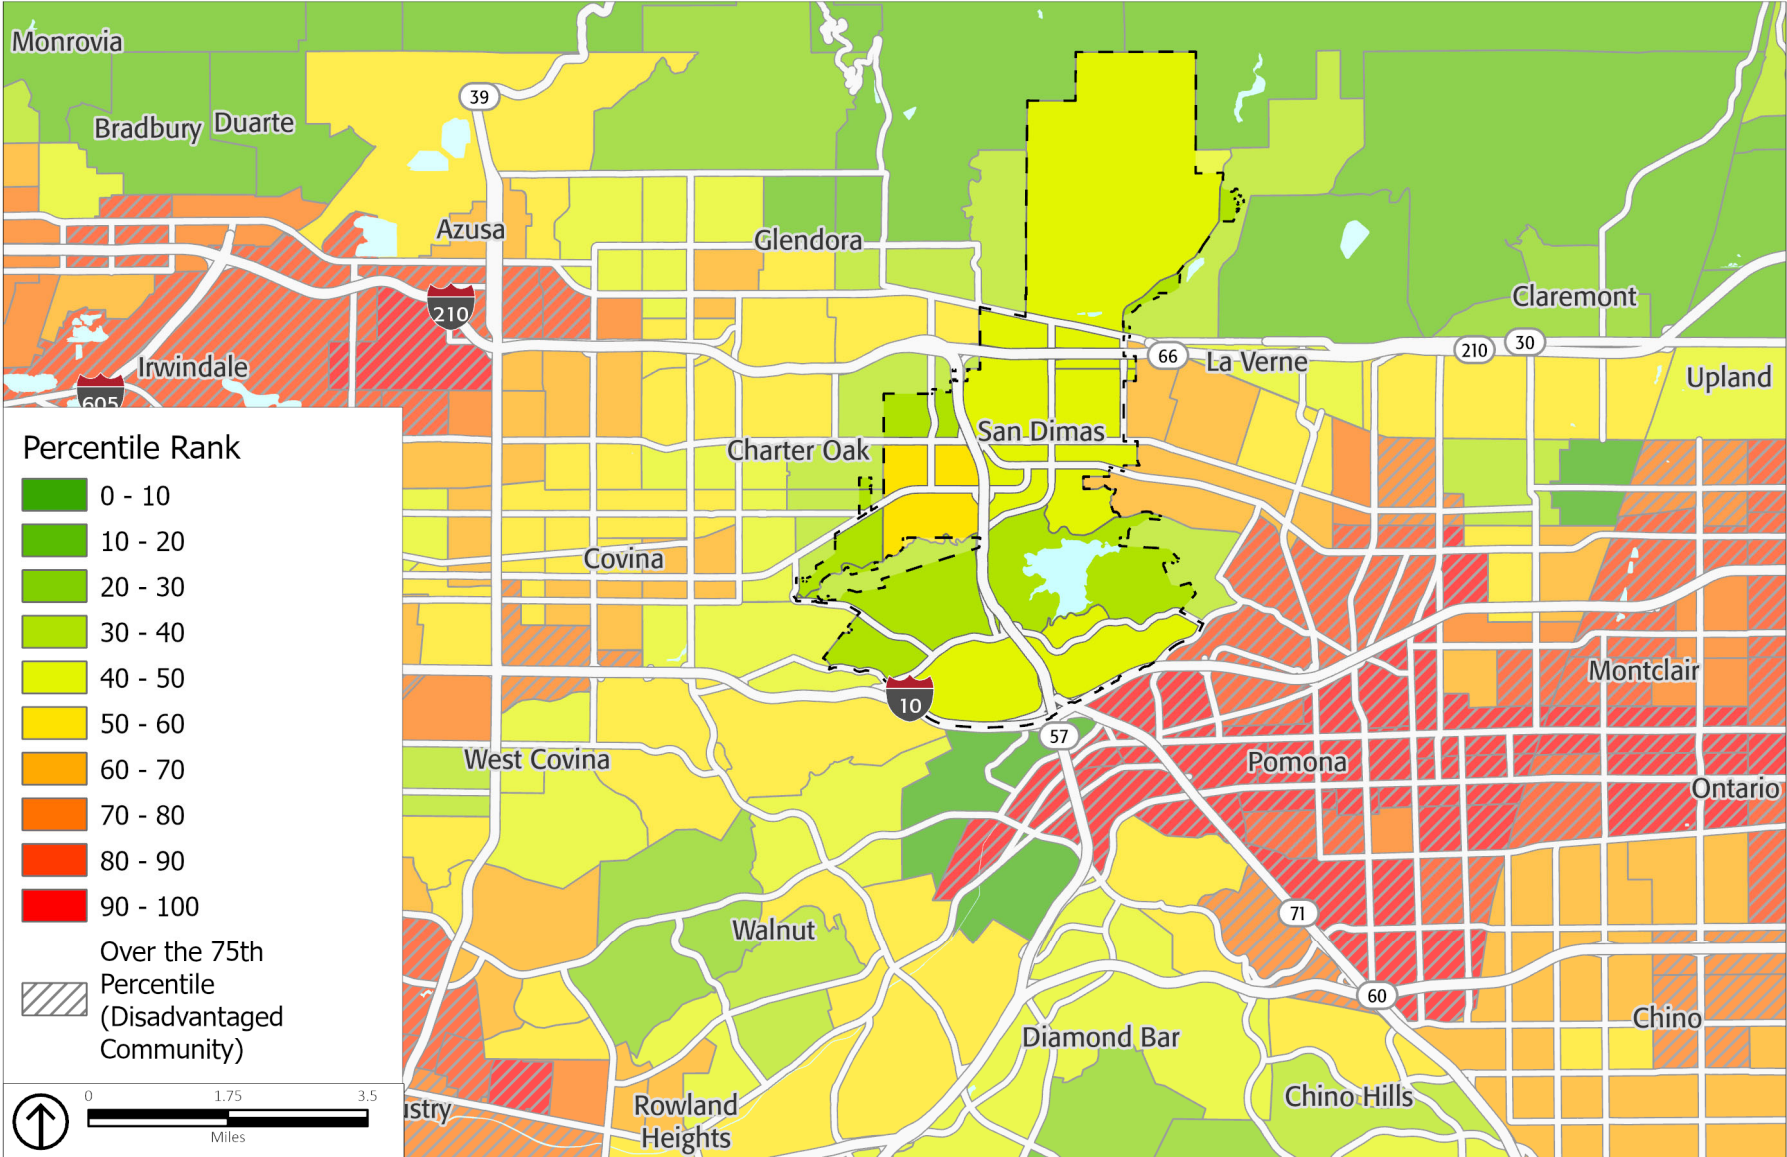 Monrovia
39
Bradbury
Duarte
Azusa
Glendora
Claremont
210
66
La Verne
210
30
Irwindale
605
Upland
San Dimas
Charter Oak
Covina
Montclair
10
57
West Covina
Pomona
Ontario
71
Walnut
60
Chino
Diamond Bar
Chino Hills
Rowland
Heights
ustry
Percentile Rank
0 - 10
10 - 20
20 - 30
30 - 40
40 - 50
50 - 60
60 - 70
70 - 80
80 - 90
90 - 100
Over the 75th
Percentile
(Disadvantaged
Community)
0 1.75 3.5
Miles